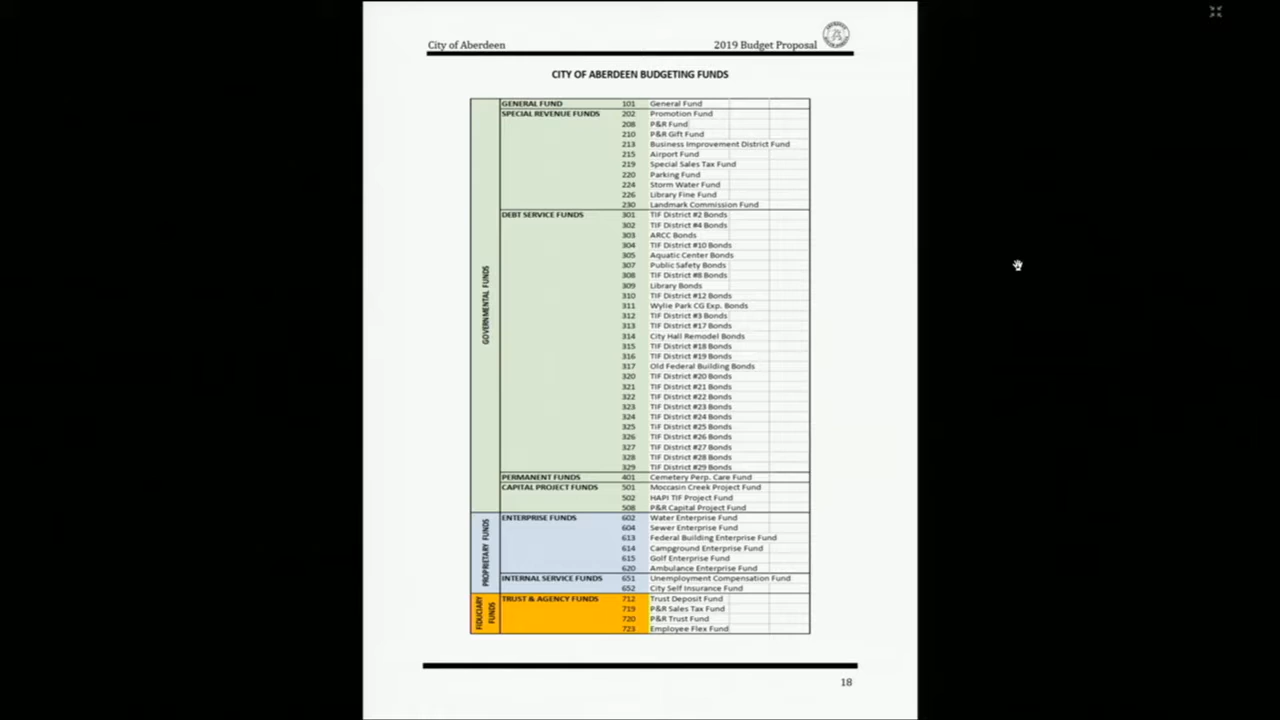 City of Aberdeen 2019 Budget Proposal
CITY OF ABERDEEN BUDGETING FUNDS
GOVERNMENTAL FUNDS
GENERAL FUND 101 General Fund
SPECIAL REVENUE FUNDS 202 Promotion Fund
208 P&R Fund
210 P&R Gift Fund
213 Business Improvement District Fund
215 Airport Fund
219 Special Sales Tax Fund
220 Parking Fund
224 Storm Water Fund
226 Library Fine Fund
230 Landmark Commission Fund
DEBT SERVICE FUNDS 301 TIF District #2 Bonds
302 TIF District #4 Bonds
303 ARCC Bonds
304 TIF District #10 Bonds
305 Aquatic Center Bonds
307 Public Safety Bonds
308 TIF District #8 Bonds
309 Library Bonds
310 TIF District #12 Bonds
311 Wylie Park CG Exp. Bonds
312 TIF District #3 Bonds
313 TIF District #17 Bonds
314 City Hall Remodel Bonds
315 TIF District #18 Bonds
316 TIF District #19 Bonds
317 Old Federal Building Bonds
320 TIF District #20 Bonds
321 TIF District #21 Bonds
322 TIF District #22 Bonds
323 TIF District #23 Bonds
324 TIF District #24 Bonds
325 TIF District #25 Bonds
326 TIF District #26 Bonds
327 TIF District #27 Bonds
328 TIF District #28 Bonds
329 TIF District #29 Bonds
PERMANENT FUNDS 401 Cemetery Perp. Care Fund
CAPITAL PROJECT FUNDS 501 Moccasin Creek Project Fund
502 HAPI TIF Project Fund
508 P&R Capital Project Fund
PROPRIETARY FUNDS
ENTERPRISE FUNDS 602 Water Enterprise Fund
604 Sewer Enterprise Fund
613 Federal Building Enterprise Fund
614 Campground Enterprise Fund
615 Golf Enterprise Fund
620 Ambulance Enterprise Fund
INTERNAL SERVICE FUNDS 651 Unemployment Compensation Fund
652 City Self Insurance Fund
FIDUCIARY
FUNDS
TRUST & AGENCY FUNDS 712 Trust Deposit Fund
719 P&R Sales Tax Fund
720 P&R Trust Fund
723 Employee Flex Fund
18